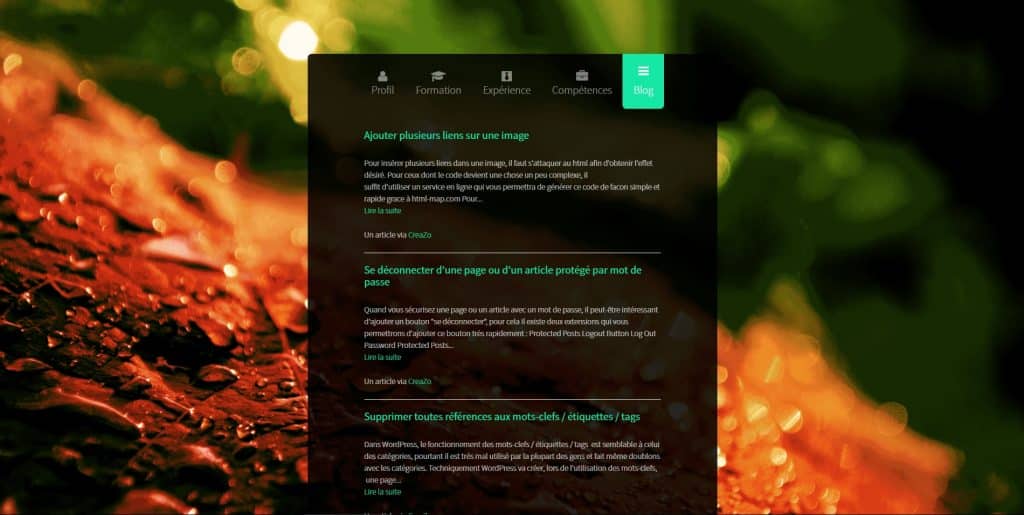 Profil Formation Expérience Compétences Blog
Ajouter plusieurs liens sur une image
Pour insérer plusieurs liens dans une image, il faut s'attaquer au html afin d'obtenir l'effet
désiré. Pour ceux dont le code devient une chose un peu complexe, il
suffit d'utiliser un service en ligne qui vous permettra de générer ce code de facon simple et
rapide grace à html-map.com Pour...
Lire la suite
Un article via CreaZo
Se déconnecter d'une page ou d'un article protégé par mot de
passe
Quand vous sécurisez une page ou un article avec un mot de passe, il peut-être intéressant
d'ajouter un bouton "se déconnecter", pour cela il existe deux extensions qui vous
permettrons d'ajouter ce bouton trés rapidement : Protected Posts Logout Button Log Out
Password Protected Posts...
Lire la suite
Un article via CreaZo
Supprimer toutes références aux mots-clefs / étiquettes / tags
Dans WordPress, le fonctionnement des mots-clefs / étiquettes / tags est semblable à celui
des catégories, pourtant il est trés mal utilisé par la plupart des gens et fait même doublons
avec les catégories. Techniquement WordPress va créer, lors de l'utilisation des mots-clefs,
une page...
Lire la suite